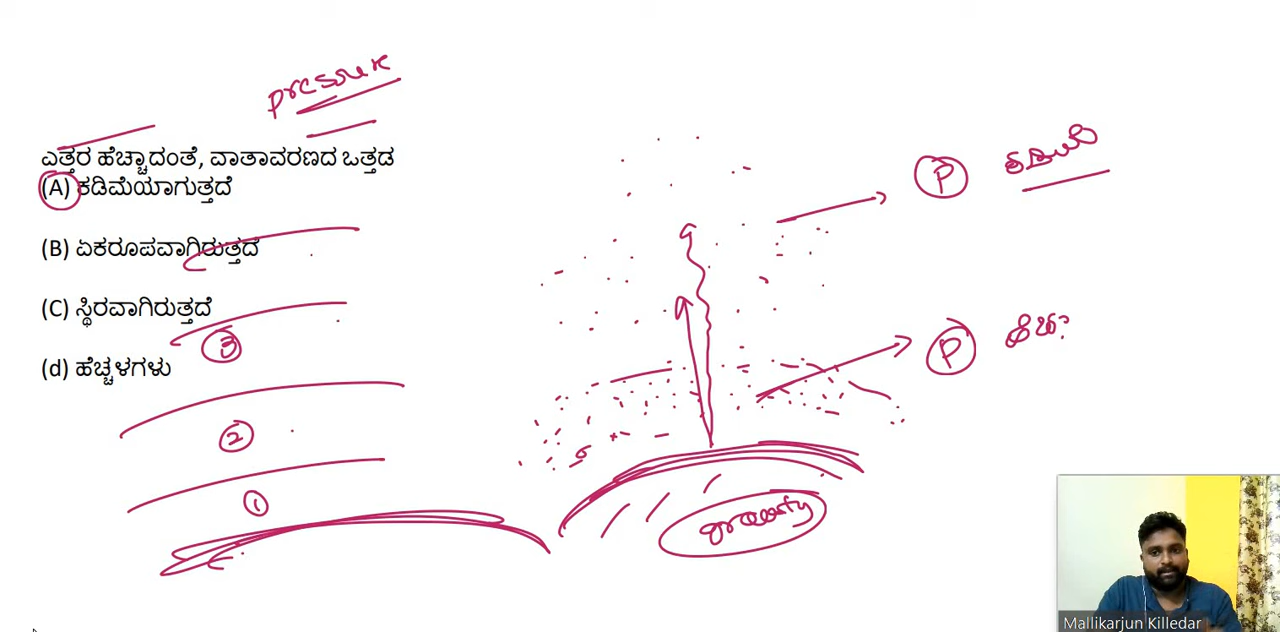 pressure
ಎತ್ತರ ಹೆಚ್ಚಾದಂತೆ, ವಾತಾವರಣದ ಒತ್ತಡ
(A) ಕಡಿಮೆಯಾಗುತ್ತದೆ
(B) ಏಕರೂಪವಾಗಿರುತ್ತದೆ
(C) ಸ್ಥಿರವಾಗಿರುತ್ತದೆ
(d) ಹೆಚ್ಚಳಗಳು
3
2
1
P ಕಡಿಮೆ
P
gravity
Mallikarjun Killedar